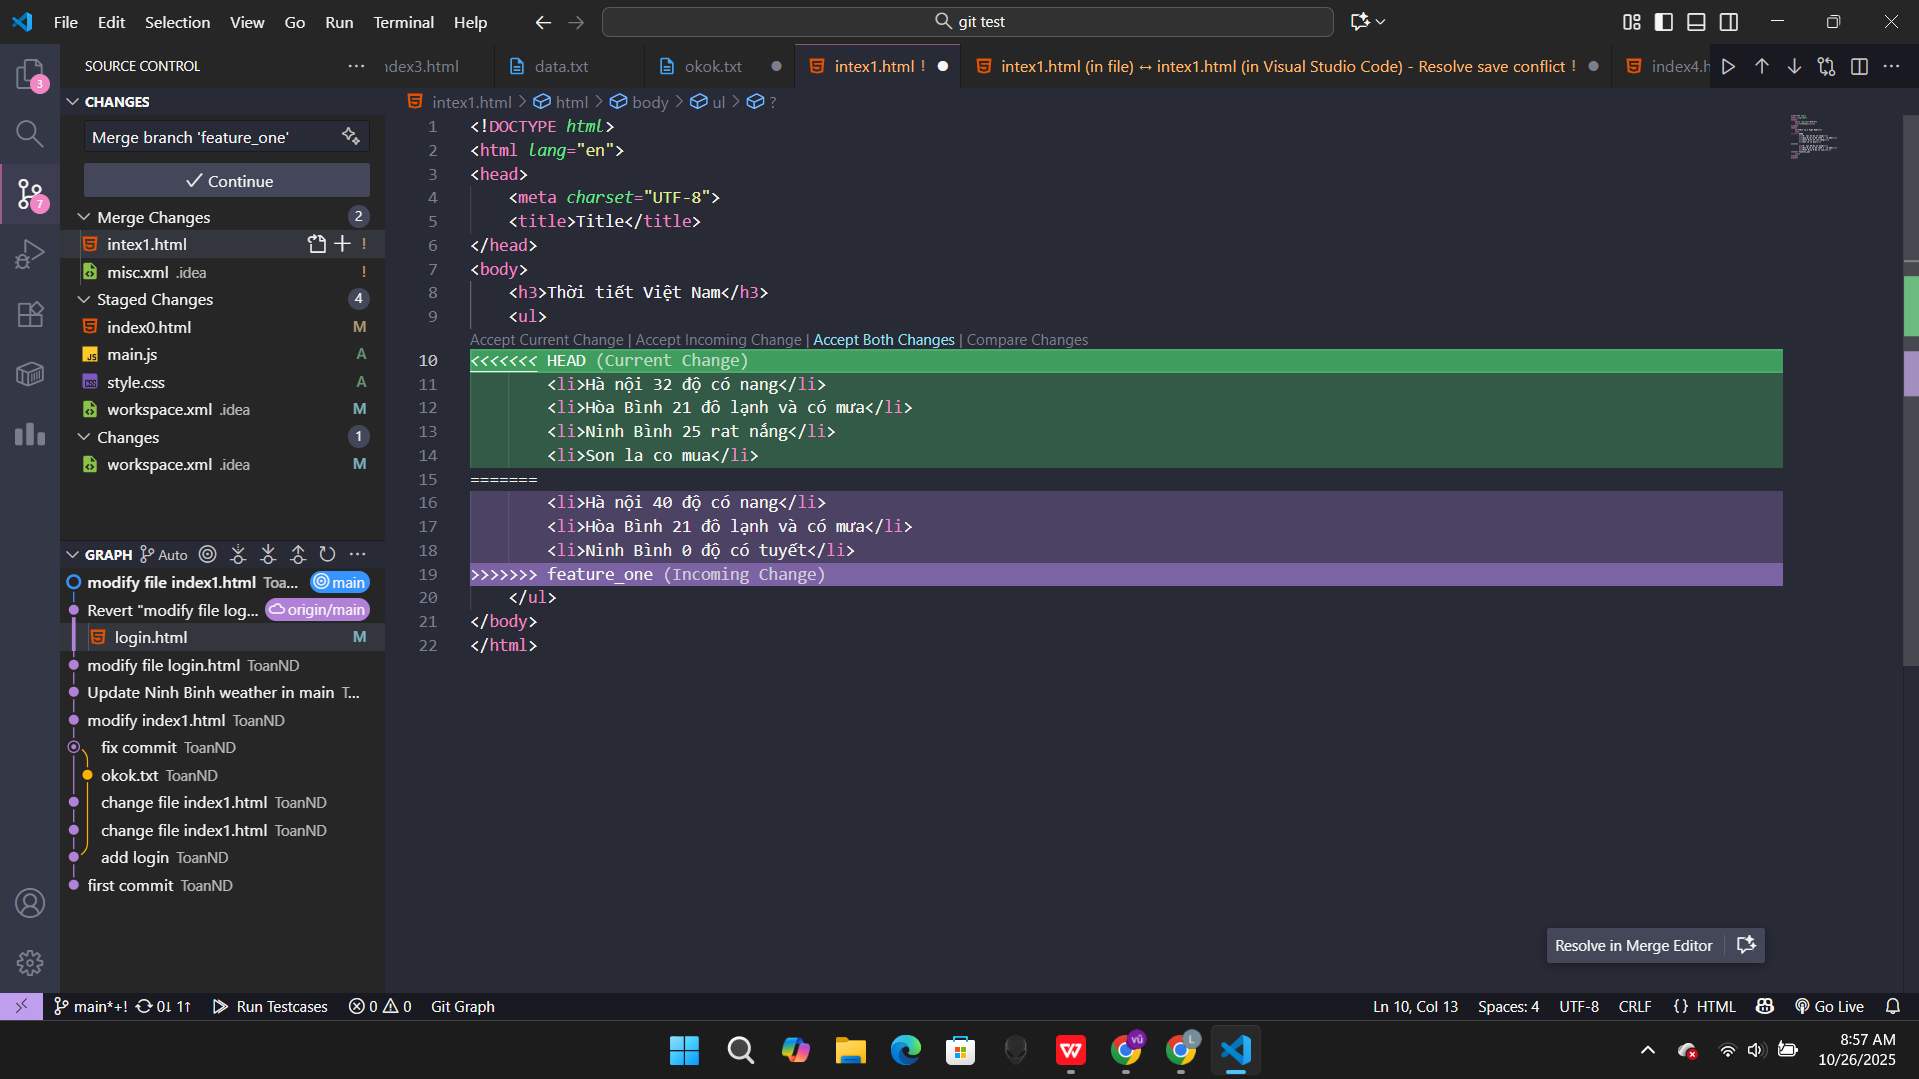 File Edit Selection View Go Run Terminal Help
git test
SOURCE CONTROL
ndex3.html
data.txt
okok.txt
intex1.html !
intex1.html (in file) ↔ intex1.html (in Visual Studio Code) - Resolve save conflict !
index4.h
CHANGES
Merge branch 'feature_one'
Continue
Merge Changes 2
intex1.html !
misc.xml .idea !
Staged Changes 4
index0.html M
main.js A
style.css A
workspace.xml .idea M
Changes 1
workspace.xml .idea M
3
7
GRAPH Auto
modify file index1.html Toa... main
Revert "modify file log... origin/main
login.html M
modify file login.html ToanND
Update Ninh Binh weather in main T...
modify index1.html ToanND
fix commit ToanND
okok.txt ToanND
change file index1.html ToanND
change file index1.html ToanND
add login ToanND
first commit ToanND
intex1.html > html > body > ul > ?
1 <!DOCTYPE html>
2 <html lang="en">
3 <head>
4 <meta charset="UTF-8">
5 <title>Title</title>
6 </head>
7 <body>
8 <h3>Thời tiết Việt Nam</h3>
9 <ul>
Accept Current Change | Accept Incoming Change | Accept Both Changes | Compare Changes
10 <<<<<<< HEAD (Current Change)
11 <li>Hà nội 32 độ có nang</li>
12 <li>Hòa Bình 21 đô lạnh và có mưa</li>
13 <li>Ninh Bình 25 rat nắng</li>
14 <li>Son la co mua</li>
15 =======
16 <li>Hà nội 40 độ có nang</li>
17 <li>Hòa Bình 21 đô lạnh và có mưa</li>
18 <li>Ninh Bình 0 độ có tuyết</li>
19 >>>>>>> feature_one (Incoming Change)
20 </ul>
21 </body>
22 </html>
Resolve in Merge Editor
main*+! 0↓ 1↑ Run Testcases 0 0 Git Graph
Ln 10, Col 13 Spaces: 4 UTF-8 CRLF {} HTML Go Live
vũ
L
8:57 AM
10/26/2025